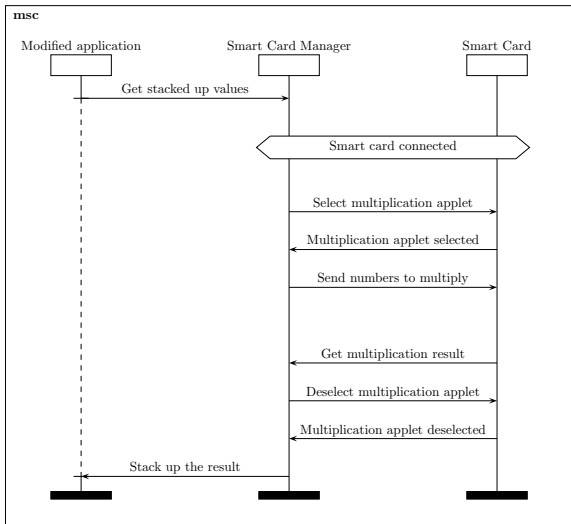 msc
Modified application
Smart Card Manager
Smart Card
Get stacked up values
Smart card connected
Select multiplication applet
Multiplication applet selected
Send numbers to multiply
Get multiplication result
Deselect multiplication applet
Multiplication applet deselected
Stack up the result